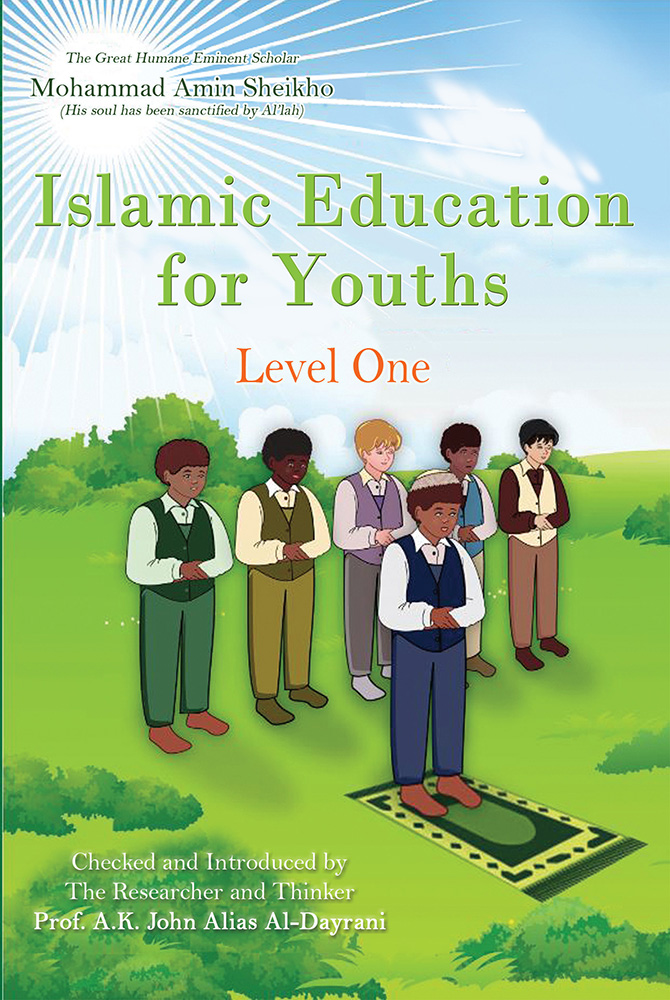 The Great Humane Eminent Scholar
Mohammad Amin Sheikho
(His soul has been sanctified by Al'lah)
Islamic Education
for Youths
Level One
Checked and Introduced by
The Researcher and Thinker
Prof. A.K. John Alias Al-Dayrani